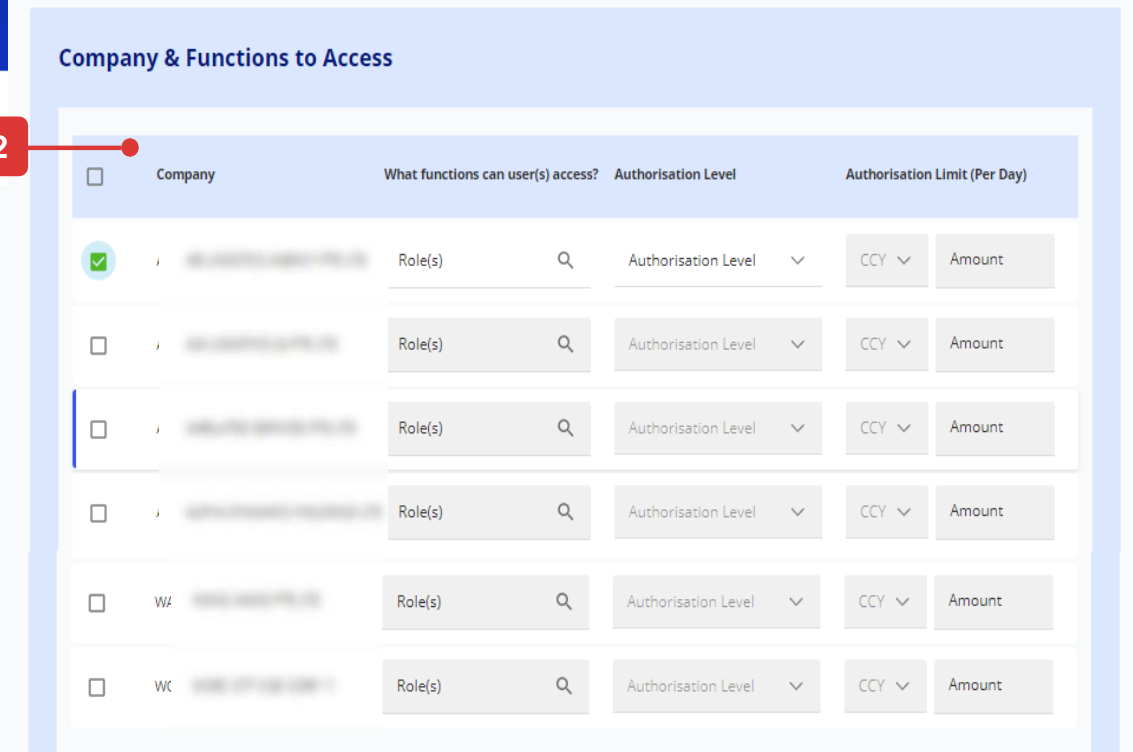 Company & Functions to Access
2
Company What functions can user(s) access? Authorisation Level Authorisation Limit (Per Day)
Role(s) Authorisation Level CCY Amount
Role(s) Authorisation Level CCY Amount
Role(s) Authorisation Level CCY Amount
Role(s) Authorisation Level CCY Amount
WA Role(s) Authorisation Level CCY Amount
Role(s) Authorisation Level CCY Amount